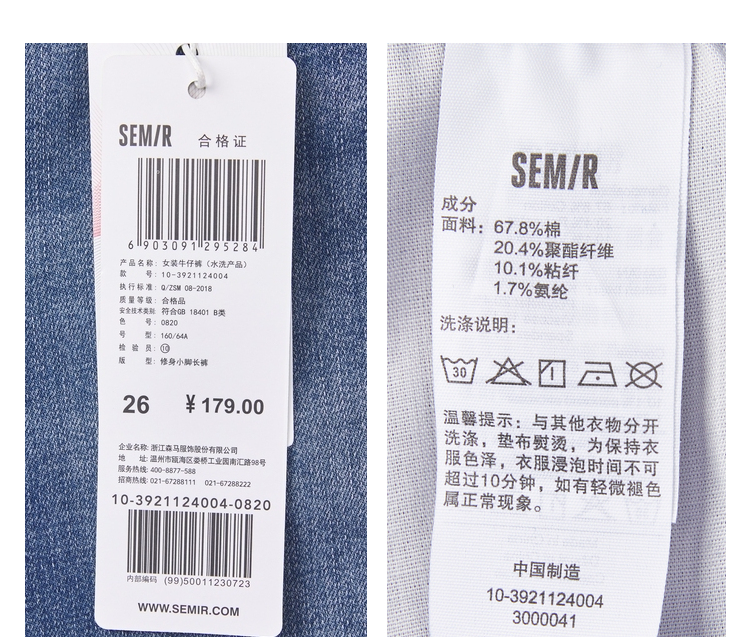 SEM/R 合格证
6 903091 295284
产品名称: 女装牛仔裤 (水洗产品)
款 号: 10-3921124004
执行标准: Q/ZSM 08-2018
质量等级: 合格品
安全技术类别: 符合GB 18401 B类
色 号: 0820
号 型: 160/64A
检 验 员: ⑩
版 型: 修身小脚长裤
26 ¥ 179.00
企业名称: 浙江森马服饰股份有限公司
地 址: 温州市瓯海区娄桥工业园南汇路98号
服务热线: 400-8877-588
招商热线: 021-67288111 021-67288222
10-3921124004-0820
内部编码 (99)50011230723
WWW.SEMIR.COM
SEM/R
成分
面料: 67.8%棉
20.4%聚酯纤维
10.1%粘纤
1.7%氨纶
洗涤说明:
30
温馨提示: 与其他衣物分开
洗涤, 垫布熨烫, 为保持衣
服色泽, 衣服浸泡时间不可
超过10分钟, 如有轻微褪色
属正常现象。
中国制造
10-3921124004
3000041